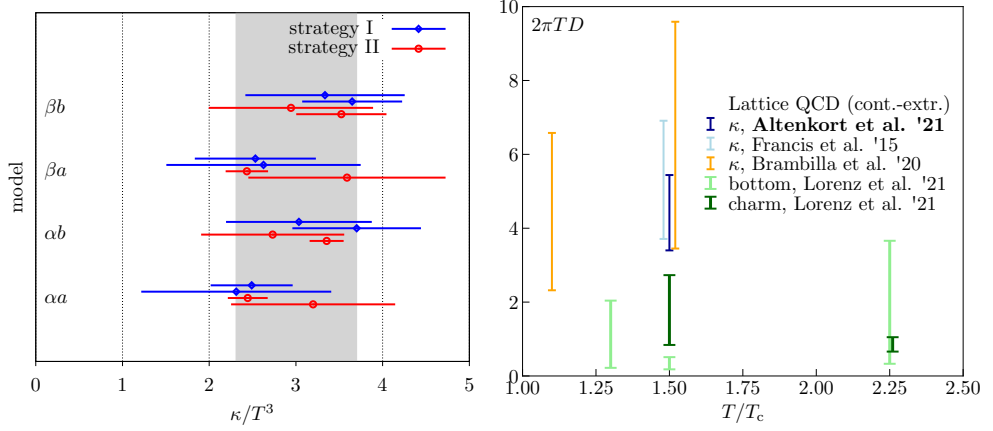 strategy I
strategy II
βb
βa
αb
αa
model
0 1 2 3 4 5
κ/T³
2πTD
10
8
6
4
2
0
Lattice QCD (cont.-extr.)
κ, Altenkort et al. '21
κ, Francis et al. '15
κ, Brambilla et al. '20
bottom, Lorenz et al. '21
charm, Lorenz et al. '21
1.00 1.25 1.50 1.75 2.00 2.25 2.50
T/Tc